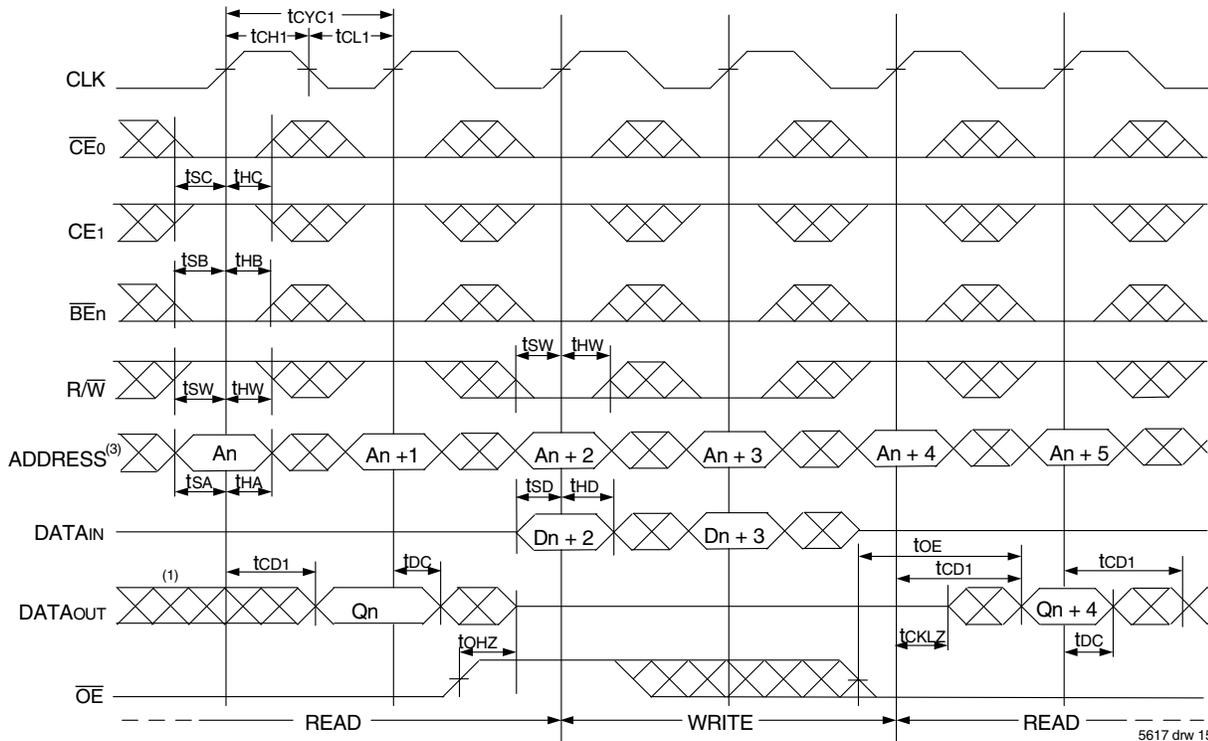 tCYC1
tCH1 tCL1
CLK
CE0
tSC tHC
CE1
tSB tHB
BEn
tSW tHW
R/W
tSW tHW
ADDRESS(3) An An +1 An + 2 An + 3 An + 4 An + 5
tSA tHA tSD tHD
DATAIN Dn + 2 Dn + 3
tOE
(1) tCD1 tDC tCD1 tCD1
DATAOUT Qn Qn + 4
tOHZ tCKLZ tDC
OE
READ WRITE READ
5617 drw 15